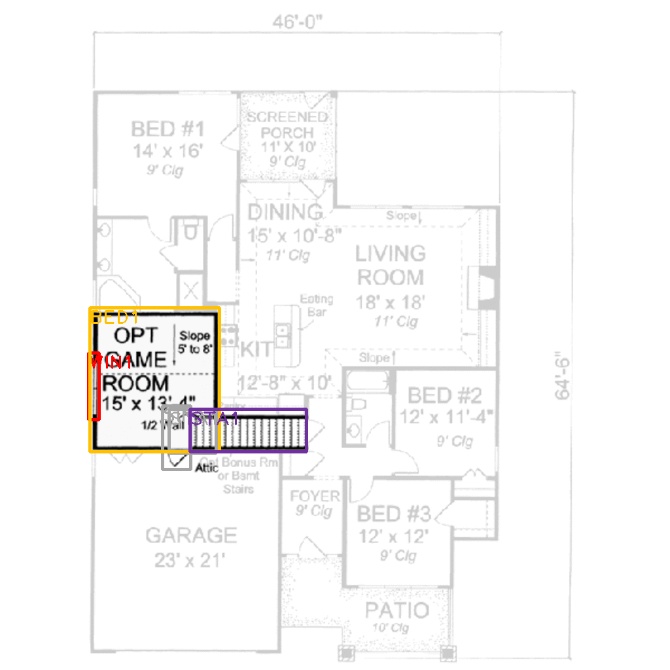 46'-0"
BED #1
14' x 16'
9' Clg
SCREENED
PORCH
11' X 10'
9' Clg
DINING
15' x 10'-8"
11' Clg
Slope
LIVING
ROOM
18' x 18'
11' Clg
Slope
Eating
Bar
KIT
12'-8" x 10'
64'-6"
BED1
OPT
GAME
ROOM
15' x 13'-4"
Slope
5' to 8'
WIN1
1/2 Wall
STA1
Attic
Opt Bonus Rm
or Bsmt
Stairs
BED #2
12' x 11'-4"
9' Clg
FOYER
9' Clg
BED #3
12' x 12'
9' Clg
GARAGE
23' x 21'
PATIO
10' Clg